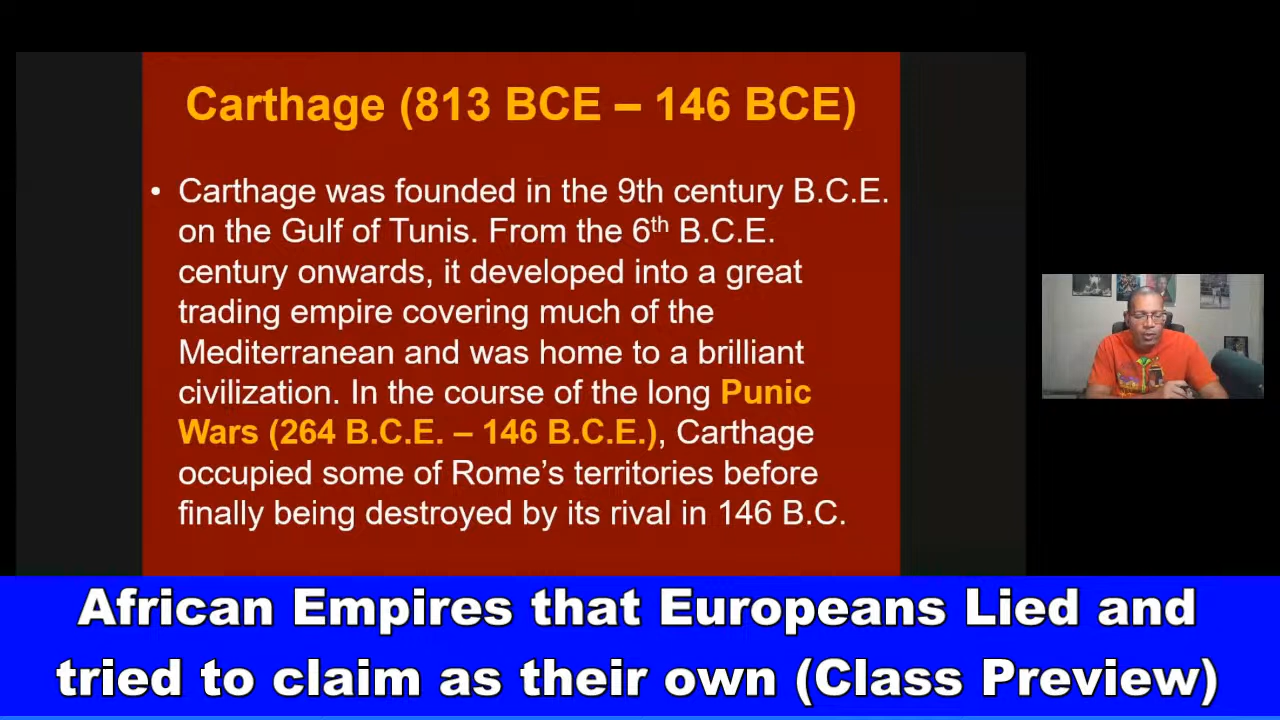 Carthage (813 BCE – 146 BCE)
• Carthage was founded in the 9th century B.C.E.
on the Gulf of Tunis. From the 6th B.C.E.
century onwards, it developed into a great
trading empire covering much of the
Mediterranean and was home to a brilliant
civilization. In the course of the long Punic
Wars (264 B.C.E. – 146 B.C.E.), Carthage
occupied some of Rome’s territories before
finally being destroyed by its rival in 146 B.C.
African Empires that Europeans Lied and
tried to claim as their own (Class Preview)